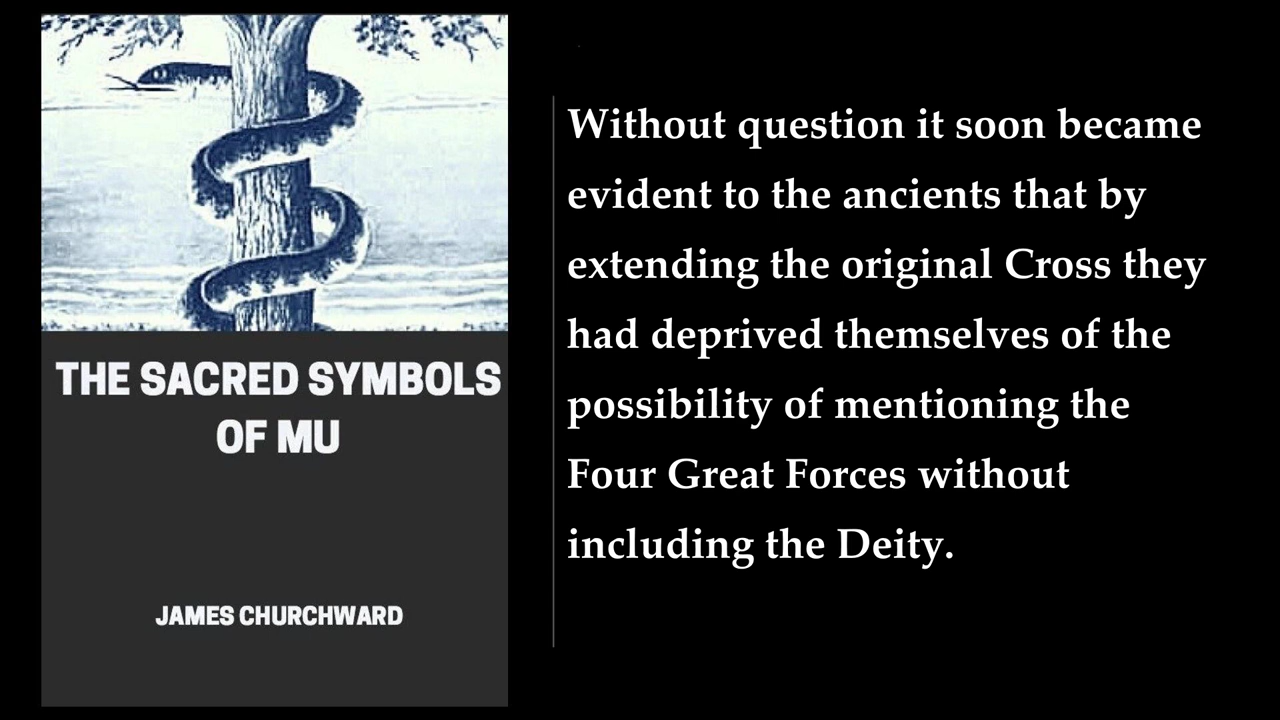 THE SACRED SYMBOLS
OF MU
JAMES CHURCHWARD
Without question it soon became
evident to the ancients that by
extending the original Cross they
had deprived themselves of the
possibility of mentioning the
Four Great Forces without
including the Deity.